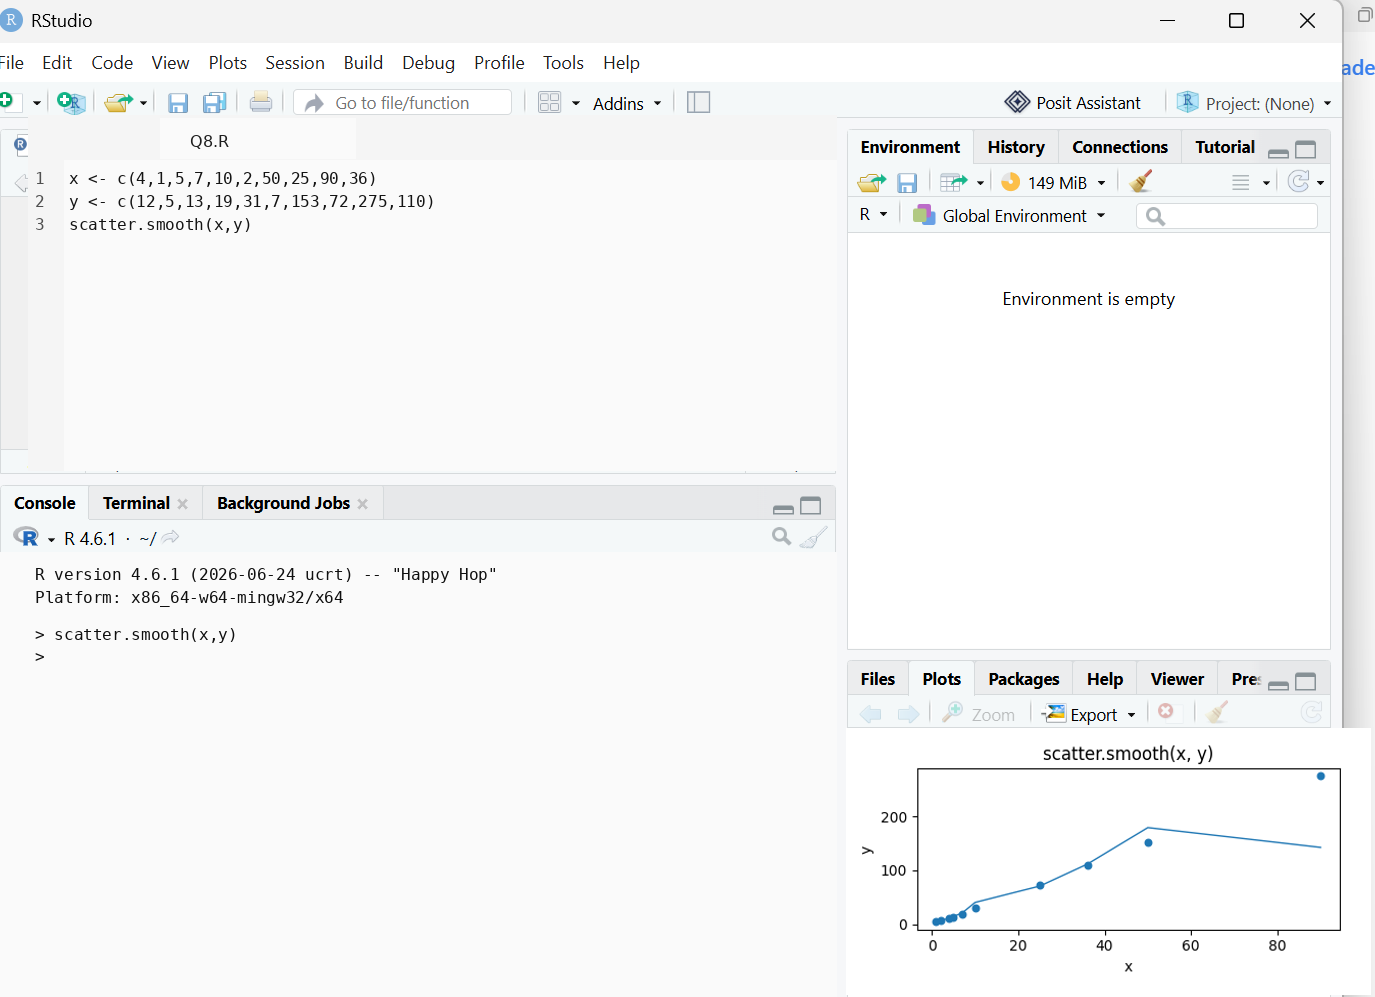 RStudio
File Edit Code View Plots Session Build Debug Profile Tools Help
ade
Go to file/function
Addins
Posit Assistant
Project: (None)
Q8.R
1 x <- c(4,1,5,7,10,2,50,25,90,36)
2 y <- c(12,5,13,19,31,7,153,72,275,110)
3 scatter.smooth(x,y)
Environment History Connections Tutorial
149 MiB
R Global Environment
Environment is empty
Console Terminal Background Jobs
R 4.6.1 · ~/
R version 4.6.1 (2026-06-24 ucrt) -- "Happy Hop"
Platform: x86_64-w64-mingw32/x64
> scatter.smooth(x,y)
>
Files Plots Packages Help Viewer Pres
Zoom Export
scatter.smooth(x, y)
200
100
0
y
0 20 40 60 80
x